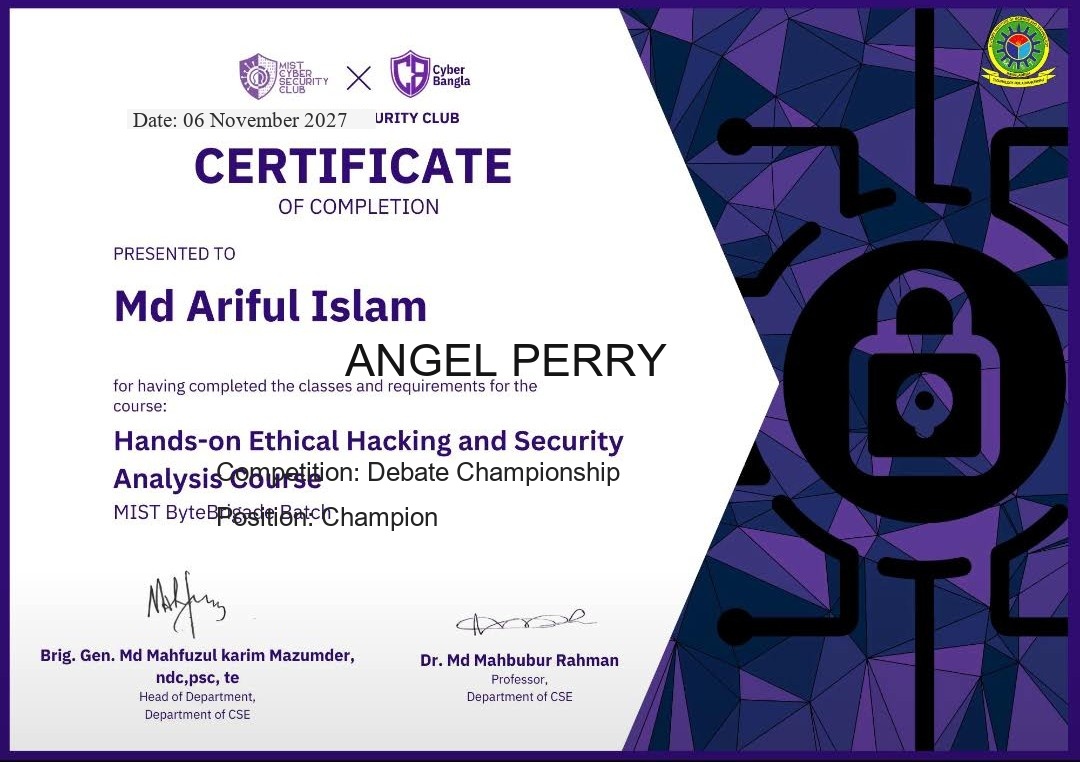 MIST
CYBER
SECURITY
CLUB
Cyber
Bangla
Date: 06 November 2027
URITY CLUB
CERTIFICATE
OF COMPLETION
PRESENTED TO
Md Ariful Islam
ANGEL PERRY
for having completed the classes and requirements for the
course:
Hands-on Ethical Hacking and Security
Analysis Course
Competition: Debate Championship
MIST ByteBrigade Batch
Position: Champion
Brig. Gen. Md Mahfuzul karim Mazumder,
ndc,psc, te
Head of Department,
Department of CSE
Dr. Md Mahbubur Rahman
Professor,
Department of CSE